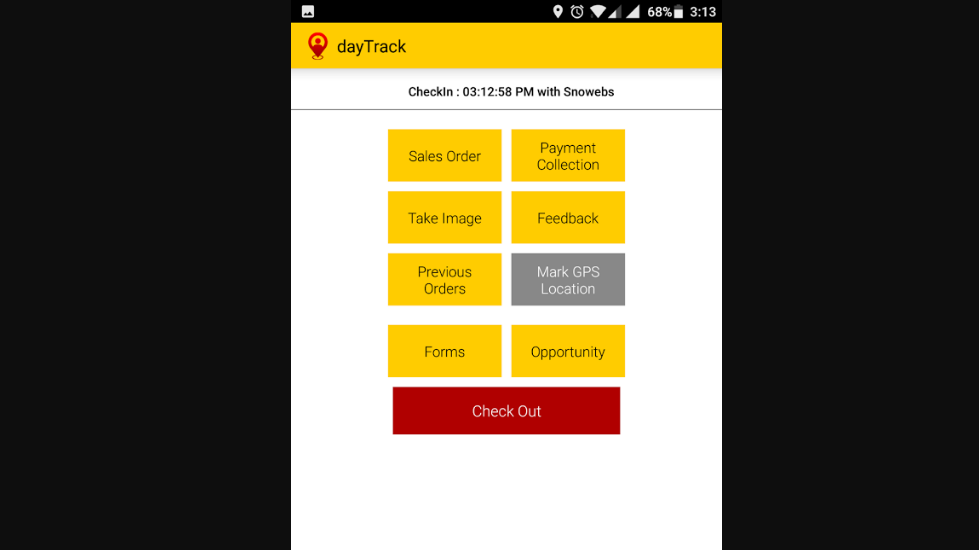 68% 3:13
dayTrack
CheckIn : 03:12:58 PM with Snowebs
Sales Order
Payment
Collection
Take Image
Feedback
Previous
Orders
Mark GPS
Location
Forms
Opportunity
Check Out